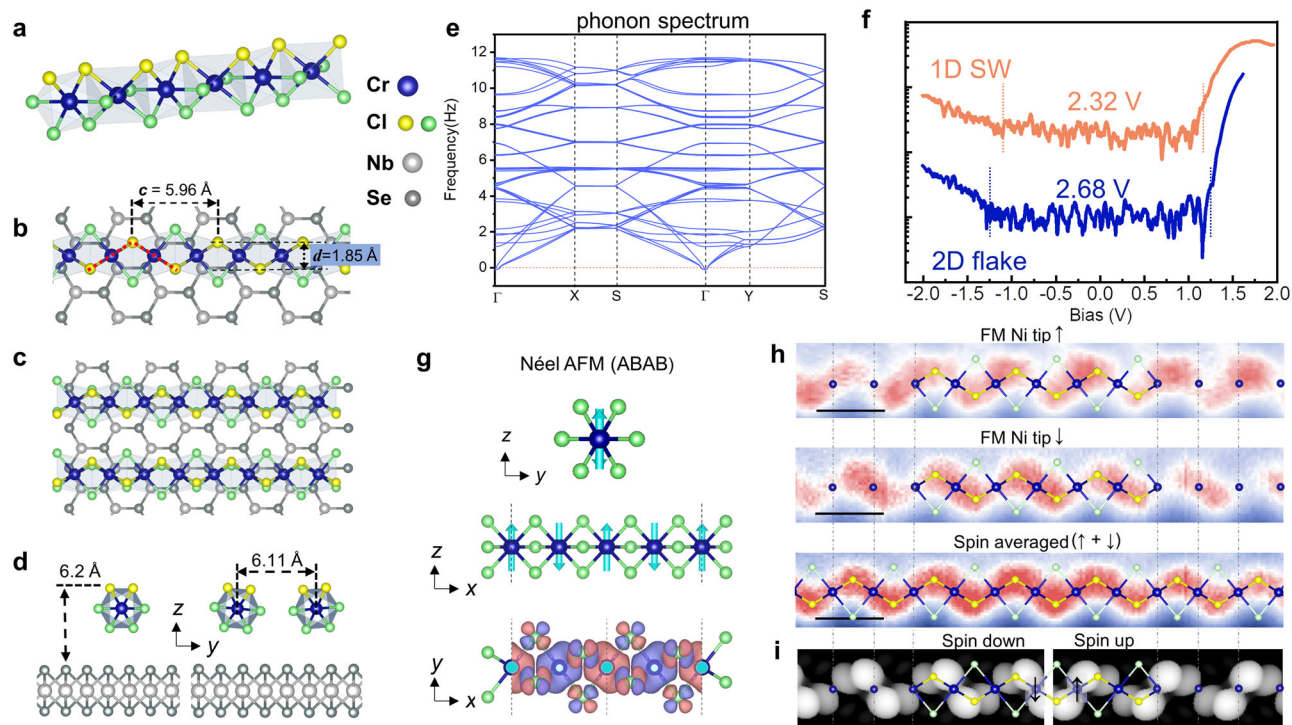 a
Cr
Cl
Nb
Se
b
c = 5.96 Å
d=1.85 Å
c
d
6.2 Å
6.11 Å
z
y
e
phonon spectrum
Frequency(Hz)
12
10
8
6
4
2
0
Γ
X
S
Γ
Y
S
f
1D SW
2.32 V
2.68 V
2D flake
-2.0
-1.5
-1.0
-0.5
0.0
0.5
1.0
1.5
2.0
Bias (V)
g
Néel AFM (ABAB)
z
y
z
x
y
x
h
FM Ni tip ↑
FM Ni tip ↓
Spin averaged (↑ + ↓)
i
Spin down
Spin up